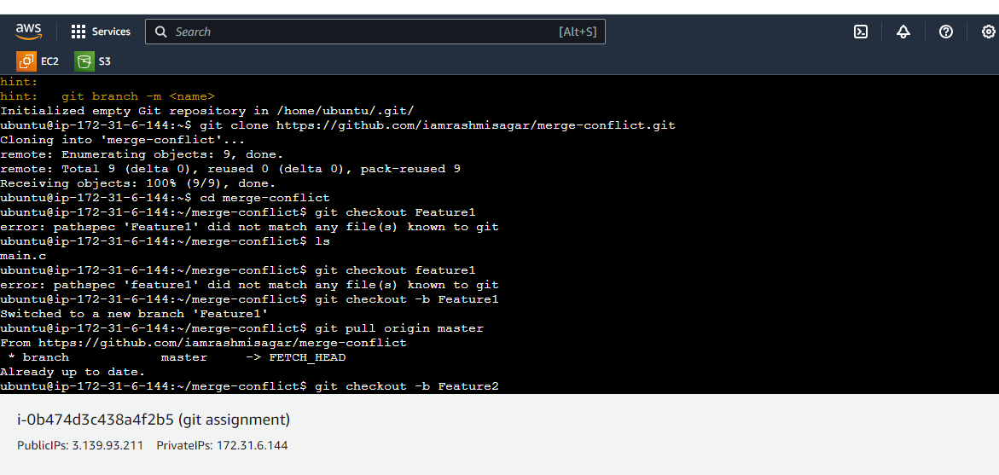 aws
Services
Search [Alt+S]
EC2
S3
hint:
hint:   git branch -m <name>
Initialized empty Git repository in /home/ubuntu/.git/
ubuntu@ip-172-31-6-144:~$ git clone https://github.com/iamrashmisagar/merge-conflict.git
Cloning into 'merge-conflict'...
remote: Enumerating objects: 9, done.
remote: Total 9 (delta 0), reused 0 (delta 0), pack-reused 9
Receiving objects: 100% (9/9), done.
ubuntu@ip-172-31-6-144:~$ cd merge-conflict
ubuntu@ip-172-31-6-144:~/merge-conflict$ git checkout Feature1
error: pathspec 'Feature1' did not match any file(s) known to git
ubuntu@ip-172-31-6-144:~/merge-conflict$ ls
main.c
ubuntu@ip-172-31-6-144:~/merge-conflict$ git checkout feature1
error: pathspec 'feature1' did not match any file(s) known to git
ubuntu@ip-172-31-6-144:~/merge-conflict$ git checkout -b Feature1
Switched to a new branch 'Feature1'
ubuntu@ip-172-31-6-144:~/merge-conflict$ git pull origin master
From https://github.com/iamrashmisagar/merge-conflict
 * branch            master     -> FETCH_HEAD
Already up to date.
ubuntu@ip-172-31-6-144:~/merge-conflict$ git checkout -b Feature2
i-0b474d3c438a4f2b5 (git assignment)
PublicIPs: 3.139.93.211 PrivateIPs: 172.31.6.144